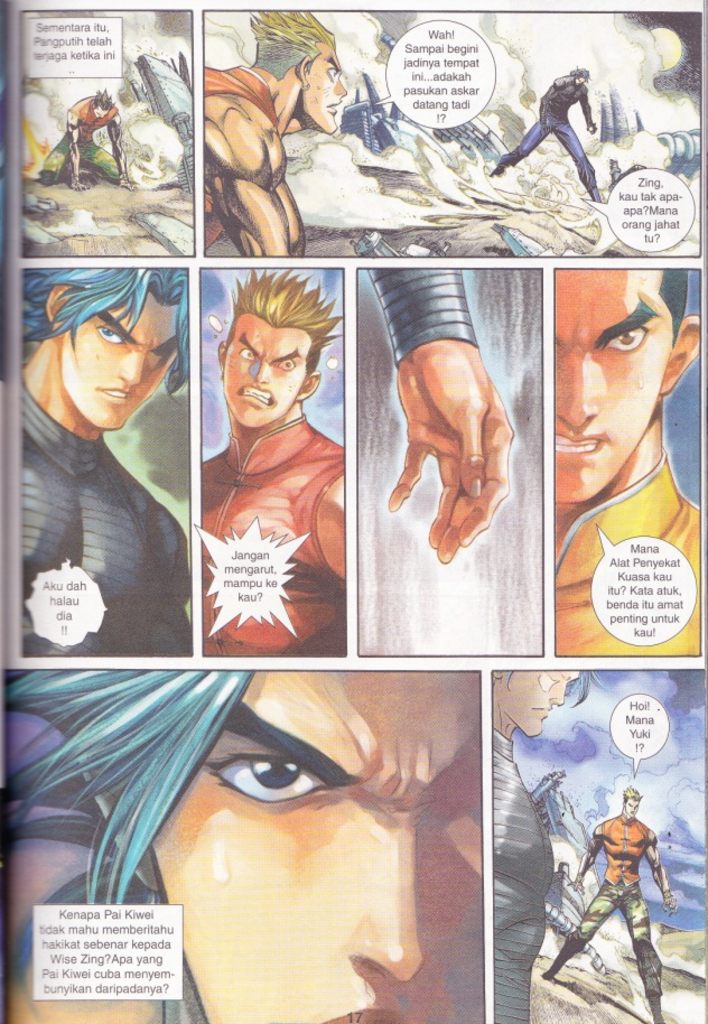 Sementara itu,
Pangputih telah
terjaga ketika ini
..
Wah!
Sampai begini
jadinya tempat
ini...adakah
pasukan askar
datang tadi
!?
Zing,
kau tak apa-
apa?Mana
orang jahat
tu?
Aku dah
halau
dia
!!
Jangan
mengarut,
mampu ke
kau?
Mana
Alat Penyekat
Kuasa kau
itu? Kata atuk,
benda itu amat
penting untuk
kau!
Kenapa Pai Kiwei
tidak mahu memberitahu
hakikat sebenar kepada
Wise Zing?Apa yang
Pai Kiwei cuba menyem-
bunyikan daripadanya?
Hoi!
Mana
Yuki
!?
17